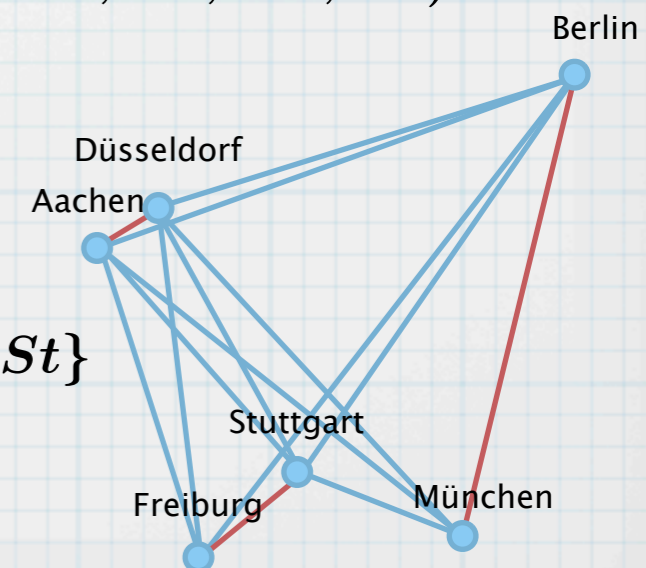 Berlin
Düsseldorf
Aachen
St}
Stuttgart
München
Freiburg